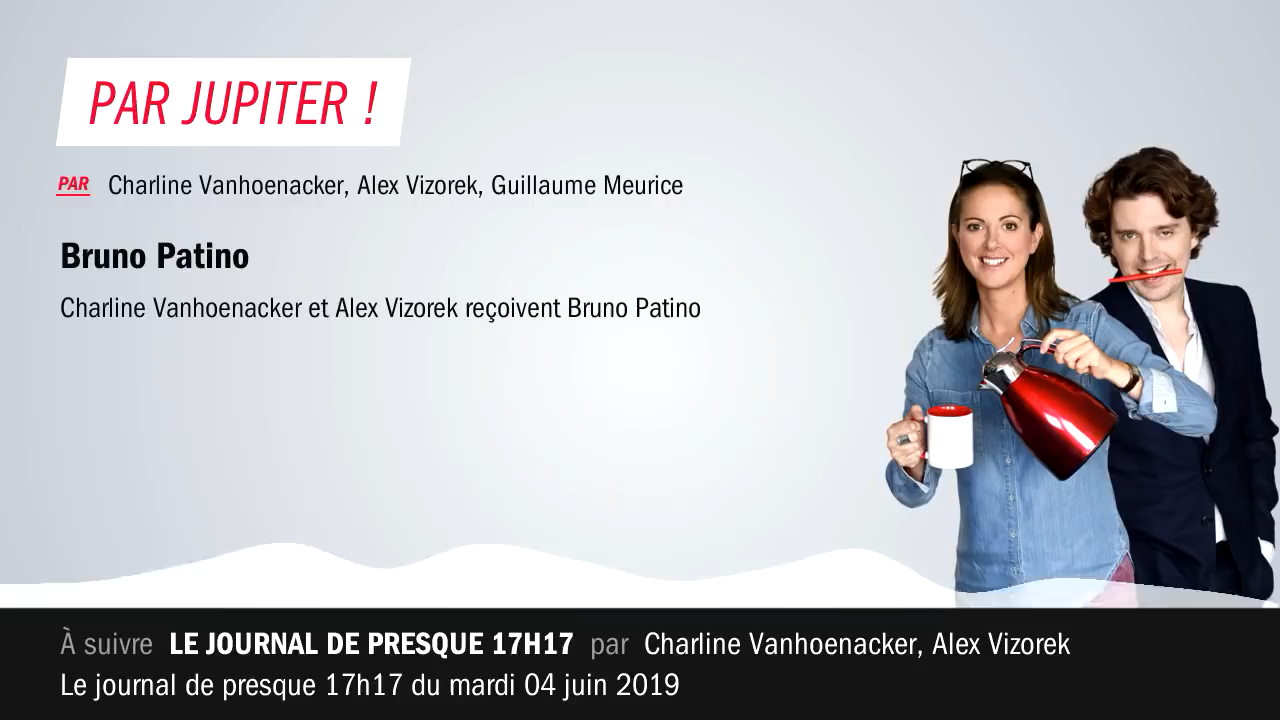 PAR JUPITER !
PAR Charline Vanhoenacker, Alex Vizorek, Guillaume Meurice
Bruno Patino
Charline Vanhoenacker et Alex Vizorek reçoivent Bruno Patino
À suivre LE JOURNAL DE PRESQUE 17H17 par Charline Vanhoenacker, Alex Vizorek
Le journal de presque 17h17 du mardi 04 juin 2019